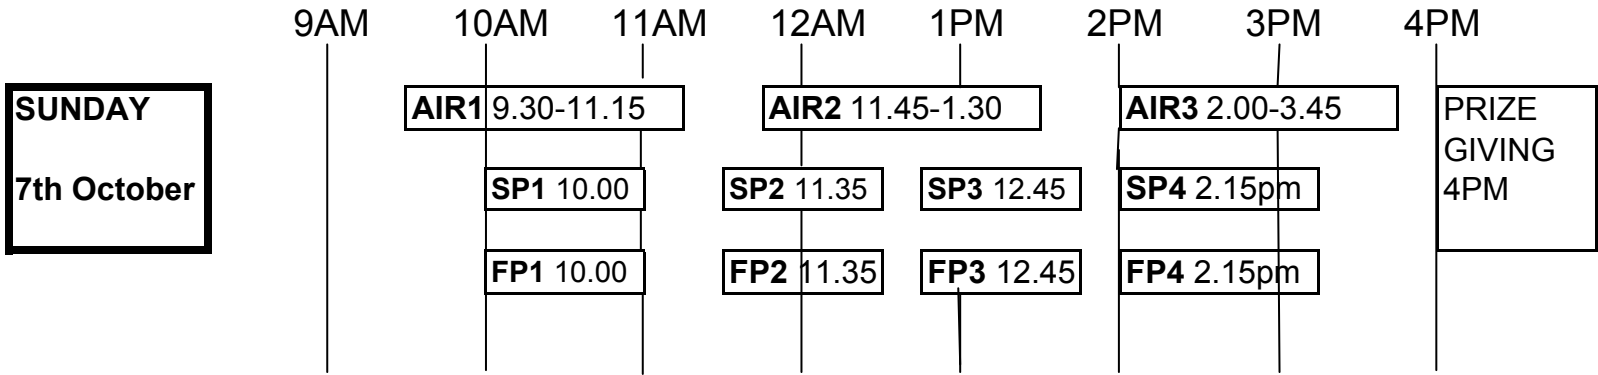 9AM 10AM 11AM 12AM 1PM 2PM 3PM 4PM
SUNDAY
7th October
AIR1 9.30-11.15 AIR2 11.45-1.30 AIR3 2.00-3.45
SP1 10.00 SP2 11.35 SP3 12.45 SP4 2.15pm
FP1 10.00 FP2 11.35 FP3 12.45 FP4 2.15pm
PRIZE
GIVING
4PM